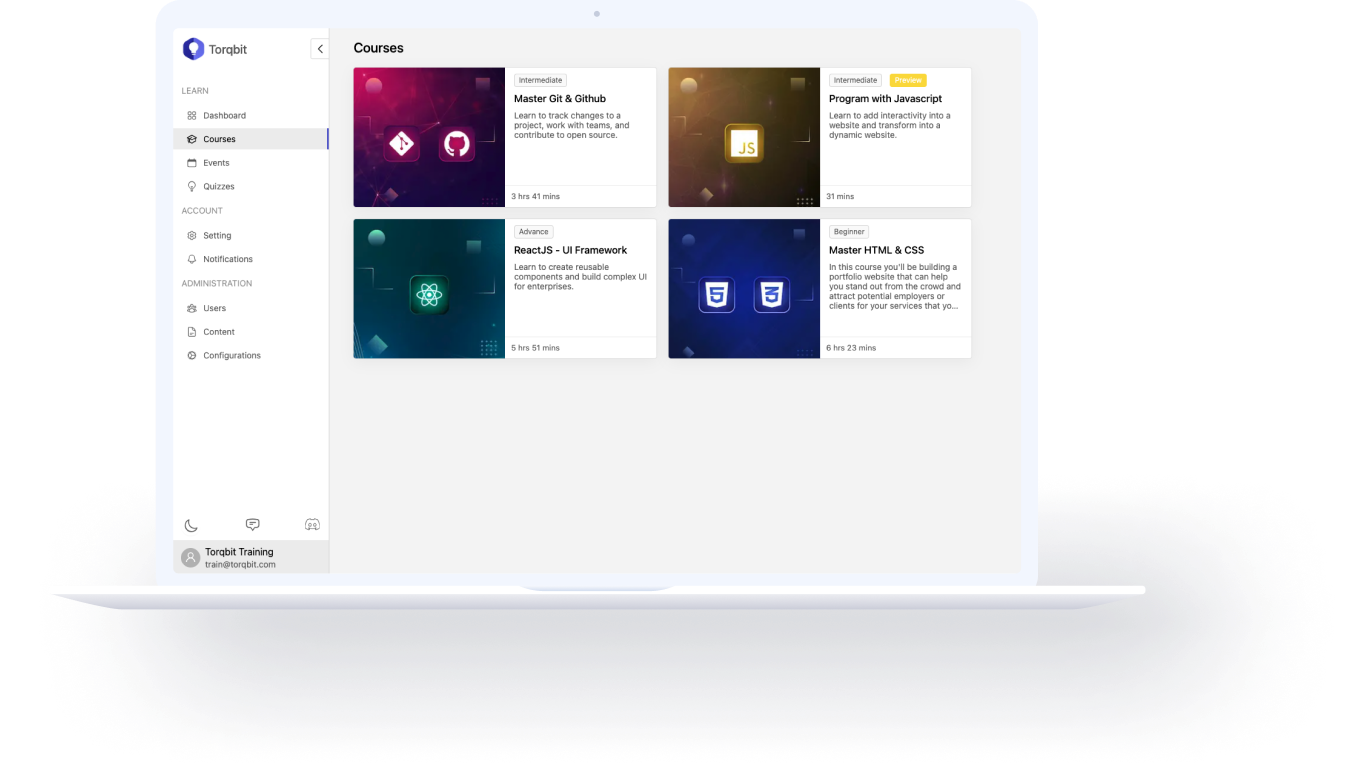 Torqbit
LEARN
Dashboard
Courses
Events
Quizzes
ACCOUNT
Setting
Notifications
ADMINISTRATION
Users
Content
Configurations
Torqbit Training
train@torqbit.com
Courses
Intermediate
Master Git & Github
Learn to track changes to a
project, work with teams, and
contribute to open source.
3 hrs 41 mins
Intermediate Preview
Program with Javascript
Learn to add interactivity into a
website and transform into a
dynamic website.
JS
31 mins
Advance
ReactJS - UI Framework
Learn to create reusable
components and build complex UI
for enterprises.
5 hrs 51 mins
Beginner
Master HTML & CSS
In this course you'll be building a
portfolio website that can help
you stand out from the crowd and
attract potential employers or
clients for your services that yo...
5 3
6 hrs 23 mins